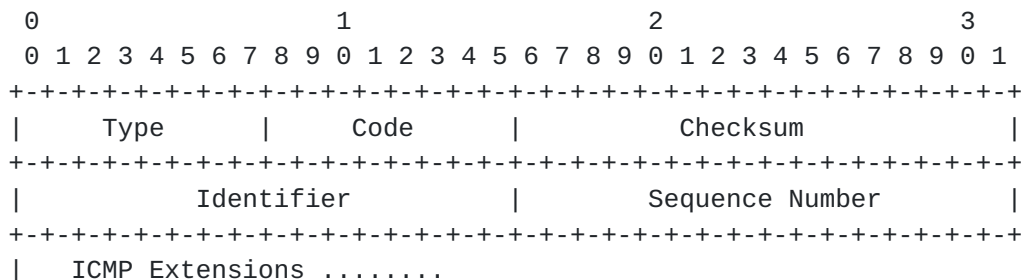 0                   1                   2                   3
 0 1 2 3 4 5 6 7 8 9 0 1 2 3 4 5 6 7 8 9 0 1 2 3 4 5 6 7 8 9 0 1
+-+-+-+-+-+-+-+-+-+-+-+-+-+-+-+-+-+-+-+-+-+-+-+-+-+-+-+-+-+-+-+-+
|     Type      |     Code      |          Checksum             |
+-+-+-+-+-+-+-+-+-+-+-+-+-+-+-+-+-+-+-+-+-+-+-+-+-+-+-+-+-+-+-+-+
|           Identifier          |        Sequence Number        |
+-+-+-+-+-+-+-+-+-+-+-+-+-+-+-+-+-+-+-+-+-+-+-+-+-+-+-+-+-+-+-+-+
|   ICMP Extensions ........